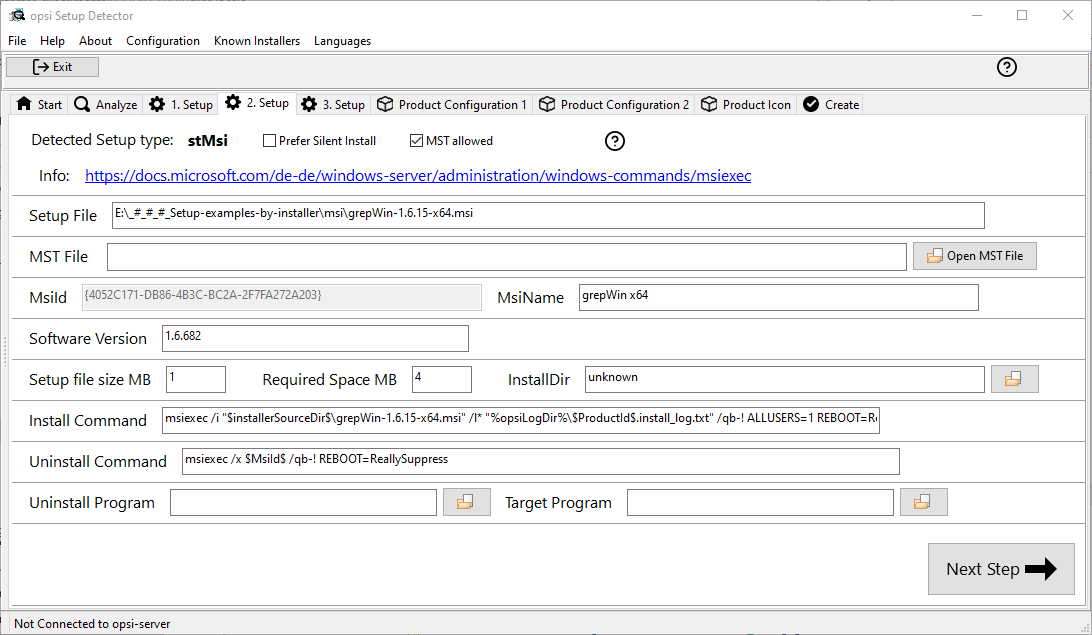 opsi Setup Detector
File Help About Configuration Known Installers Languages
Exit
Start Analyze 1. Setup 2. Setup 3. Setup Product Configuration 1 Product Configuration 2 Product Icon Create
Detected Setup type: stMsi Prefer Silent Install MST allowed
Info: https://docs.microsoft.com/de-de/windows-server/administration/windows-commands/msiexec
Setup File E:\_#_#_#_Setup-examples-by-installer\msi\grepWin-1.6.15-x64.msi
MST File Open MST File
MsiId {4052C171-DB86-4B3C-BC2A-2F7FA272A203} MsiName grepWin x64
Software Version 1.6.682
Setup file size MB 1 Required Space MB 4 InstallDir unknown
Install Command msiexec /i "$installerSourceDir$\grepWin-1.6.15-x64.msi" /l* "%opsiLogDir%\$ProductId$.install_log.txt" /qb-! ALLUSERS=1 REBOOT=R
Uninstall Command msiexec /x $MsiId$ /qb-! REBOOT=ReallySuppress
Uninstall Program Target Program
Next Step
Not Connected to opsi-server